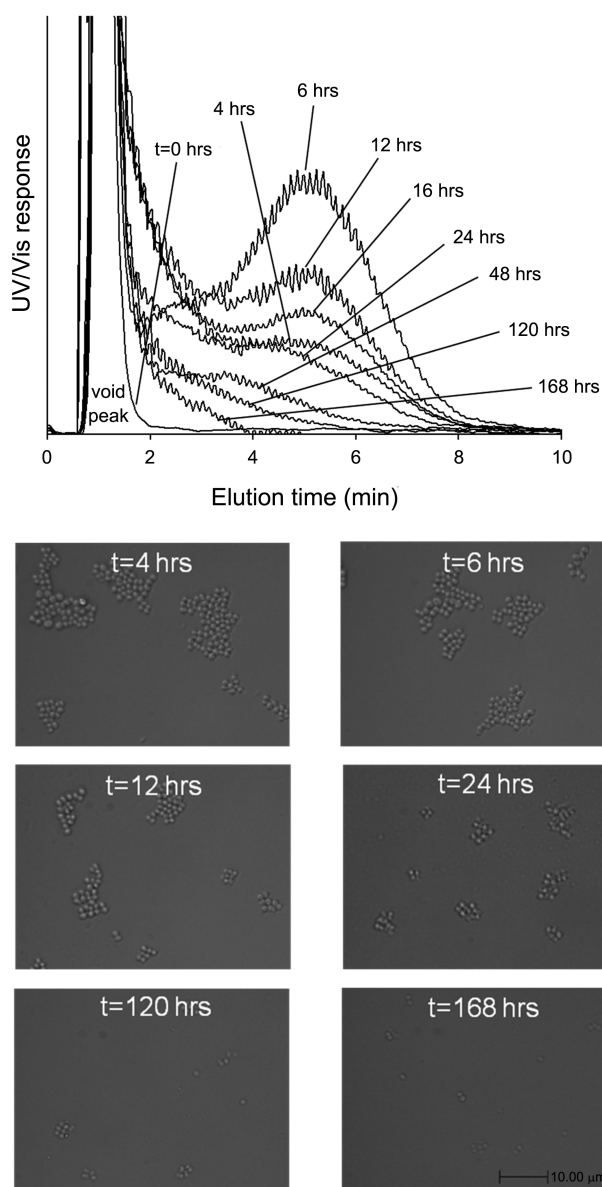 6 hrs
4 hrs
12 hrs
t=0 hrs
16 hrs
24 hrs
48 hrs
120 hrs
168 hrs
void
peak
UV/Vis response
0 2 4 6 8 10
Elution time (min)
t=4 hrs
t=6 hrs
t=12 hrs
t=24 hrs
t=120 hrs
t=168 hrs
10.00 µm